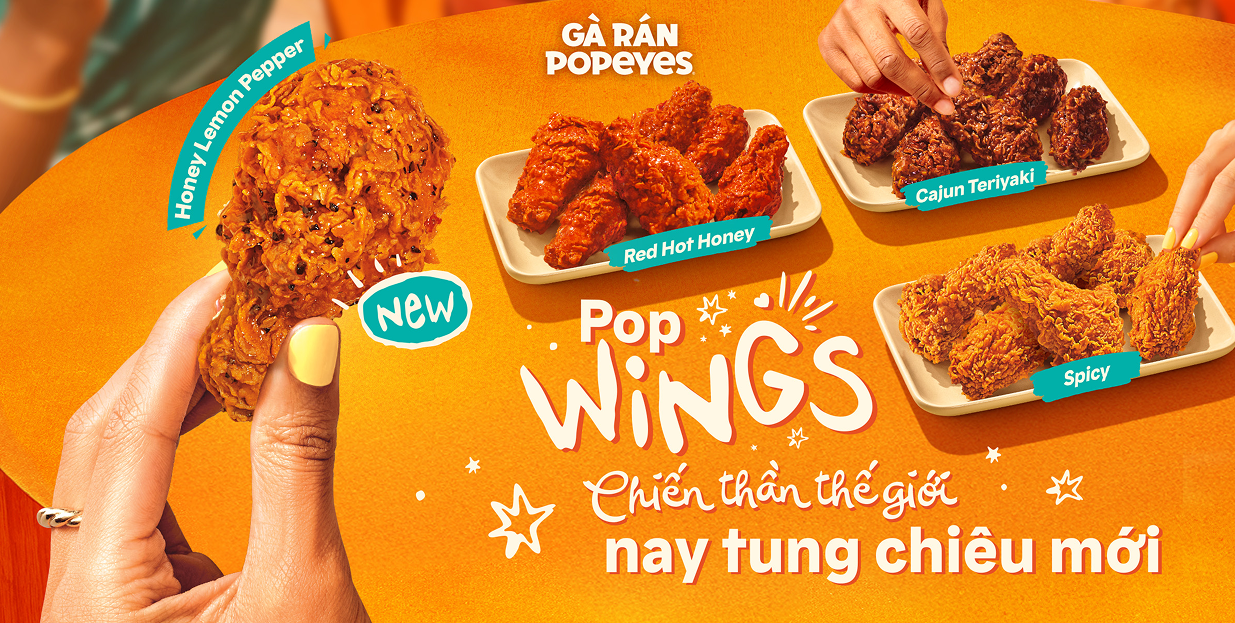 GÀ RÁN
POPEYES
Honey Lemon Pepper
New
Red Hot Honey
Cajun Teriyaki
Spicy
Pop
WiNGS
Chiến thần thế giới
nay tung chiêu mới